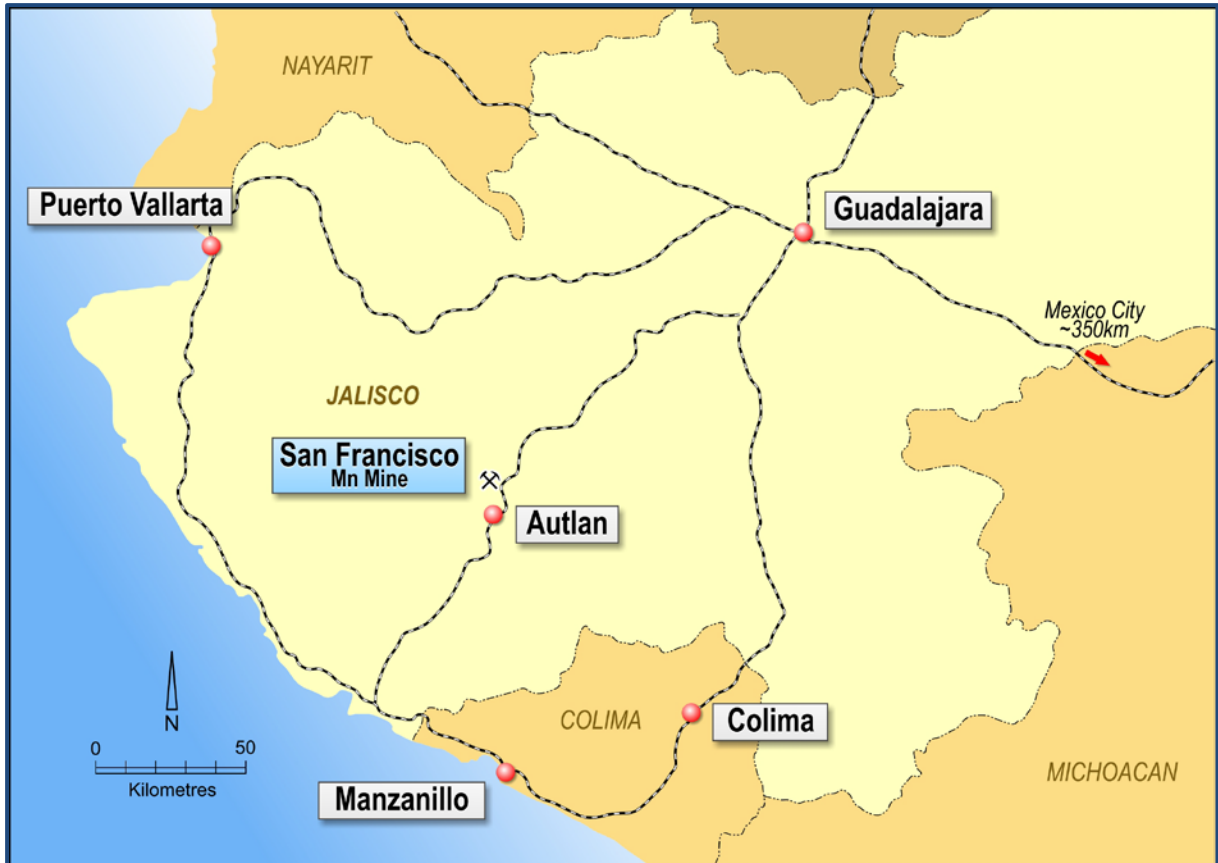 NAYARIT
Puerto Vallarta
Guadalajara
Mexico City
~350km
JALISCO
San Francisco
Mn Mine
Autlan
N
COLIMA
Colima
0 50
Kilometres
Manzanillo
MICHOACAN